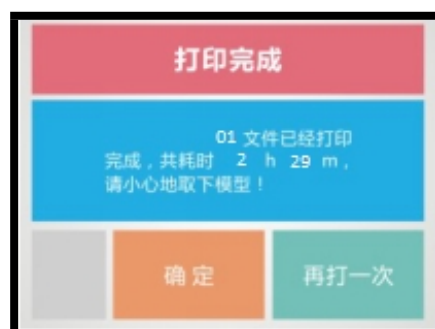 打印完成
01 文件已经打印
完成，共耗时 2 h 29 m，
请小心地取下模型！
确定
再打一次